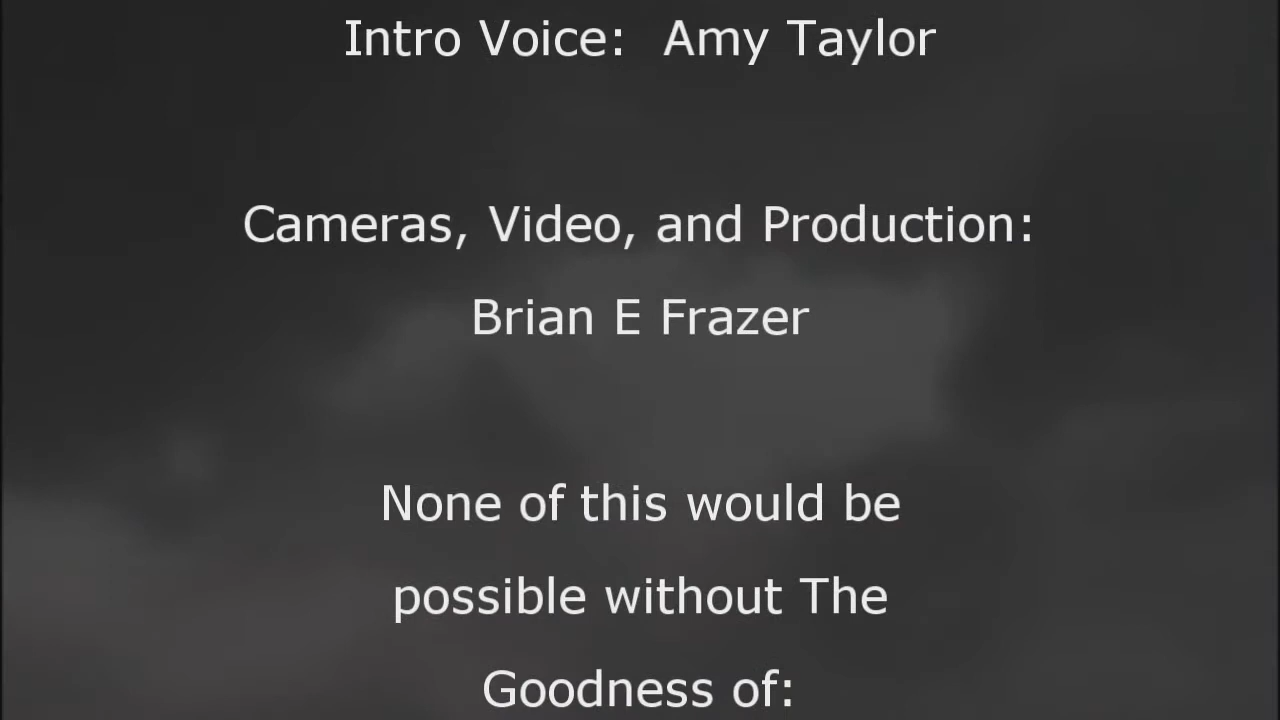 Intro Voice:  Amy Taylor
Cameras, Video, and Production:
Brian E Frazer
None of this would be
possible without The
Goodness of: